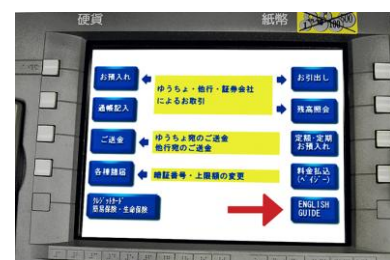 硬貨
紙幣
お預入れ
ゆうちょ・他行・証券会社
によるお取引
お引出し
通帳記入
残高照会
ご送金
ゆうちょ宛のご送金
他行宛のご送金
定額・定期
お預入れ
各種諸届
暗証番号・上限額の変更
料金払込
(ペイジー)
クレジットカード
簡易保険・生命保険
ENGLISH
GUIDE